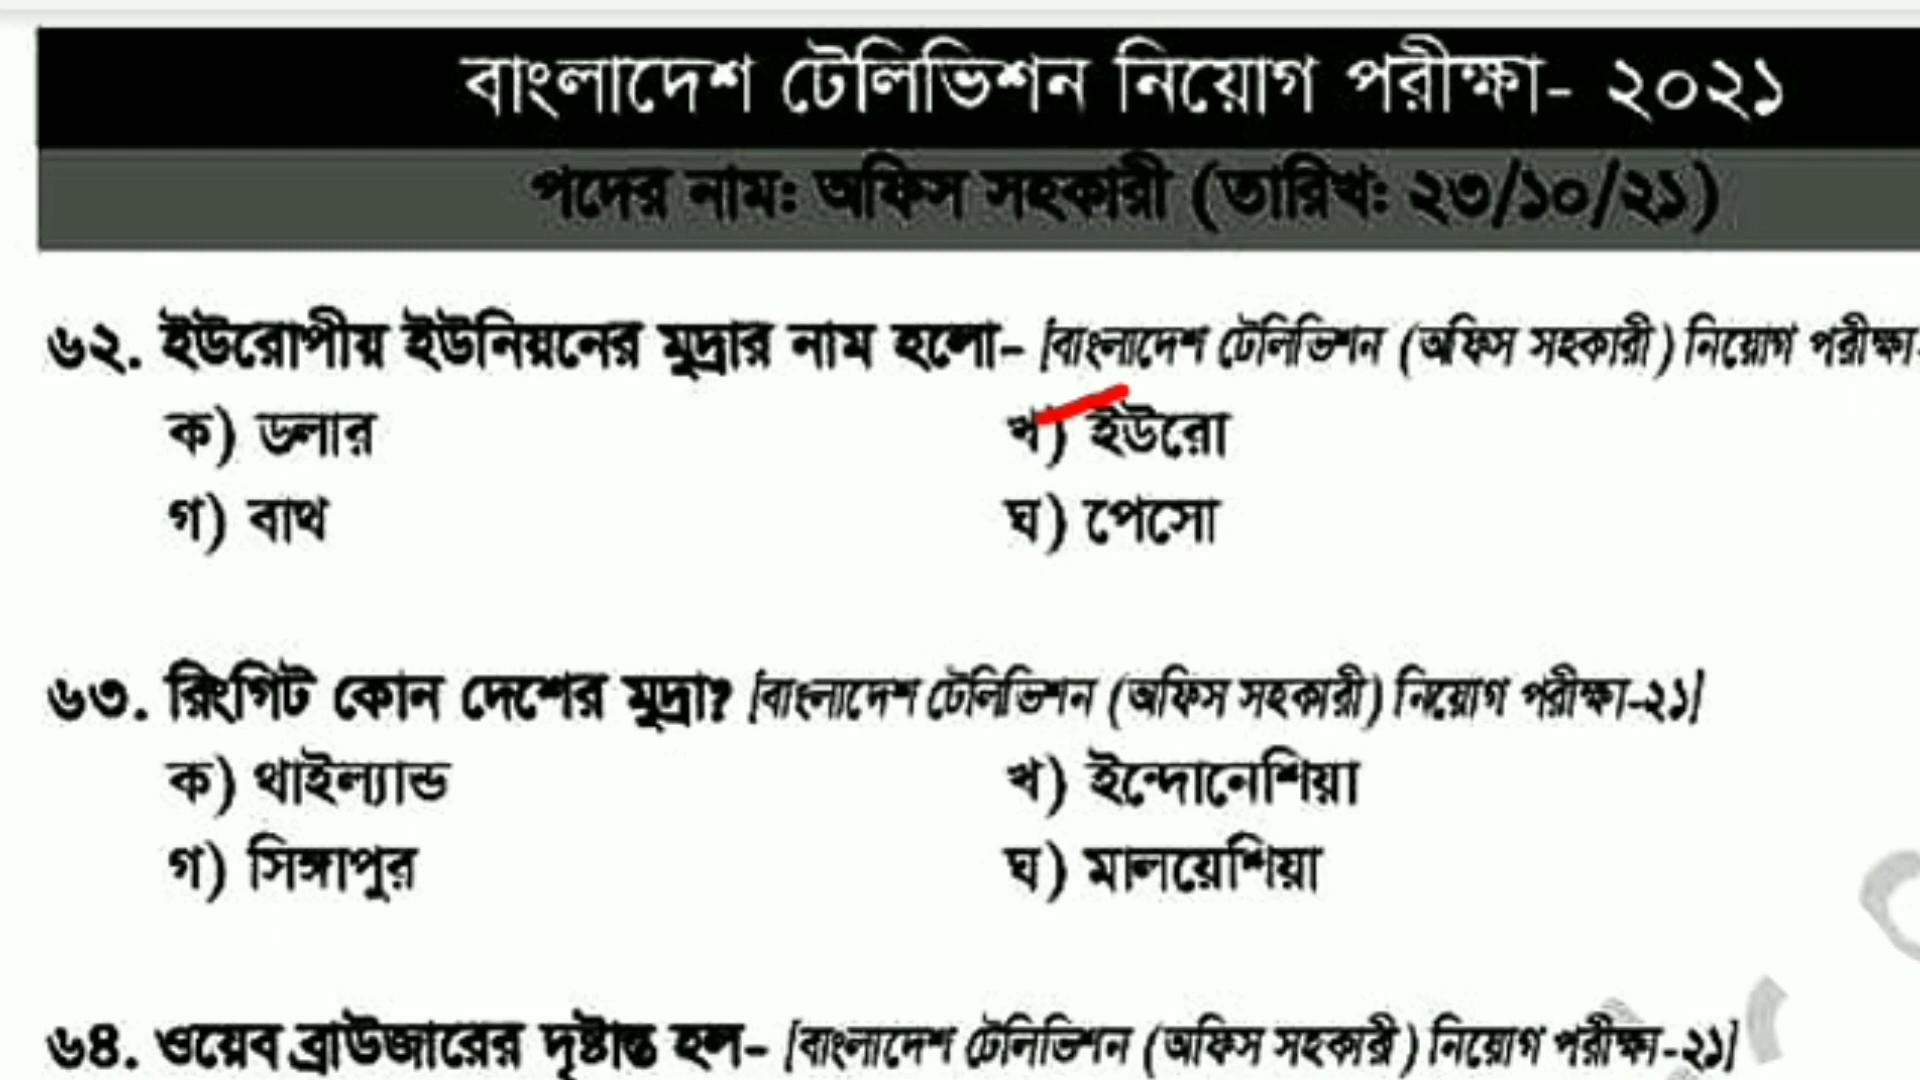 বাংলাদেশ টেলিভিশন নিয়োগ পরীক্ষা- ২০২১
পদের নাম: অফিস সহকারী (তারিখ: ২৩/১০/২১)
৬২. ইউরোপীয় ইউনিয়নের মুদ্রার নাম হলো- [বাংলাদেশ টেলিভিশন (অফিস সহকারী) নিয়োগ পরীক্ষা-
ক) ডলার খ) ইউরো
গ) বাথ ঘ) পেসো
৬৩. রিংগিট কোন দেশের মুদ্রা? [বাংলাদেশ টেলিভিশন (অফিস সহকারী) নিয়োগ পরীক্ষা-২১]
ক) থাইল্যান্ড খ) ইন্দোনেশিয়া
গ) সিঙ্গাপুর ঘ) মালয়েশিয়া
৬৪. ওয়েব ব্রাউজারের দৃষ্টান্ত হল- [বাংলাদেশ টেলিভিশন (অফিস সহকারী) নিয়োগ পরীক্ষা-২১]